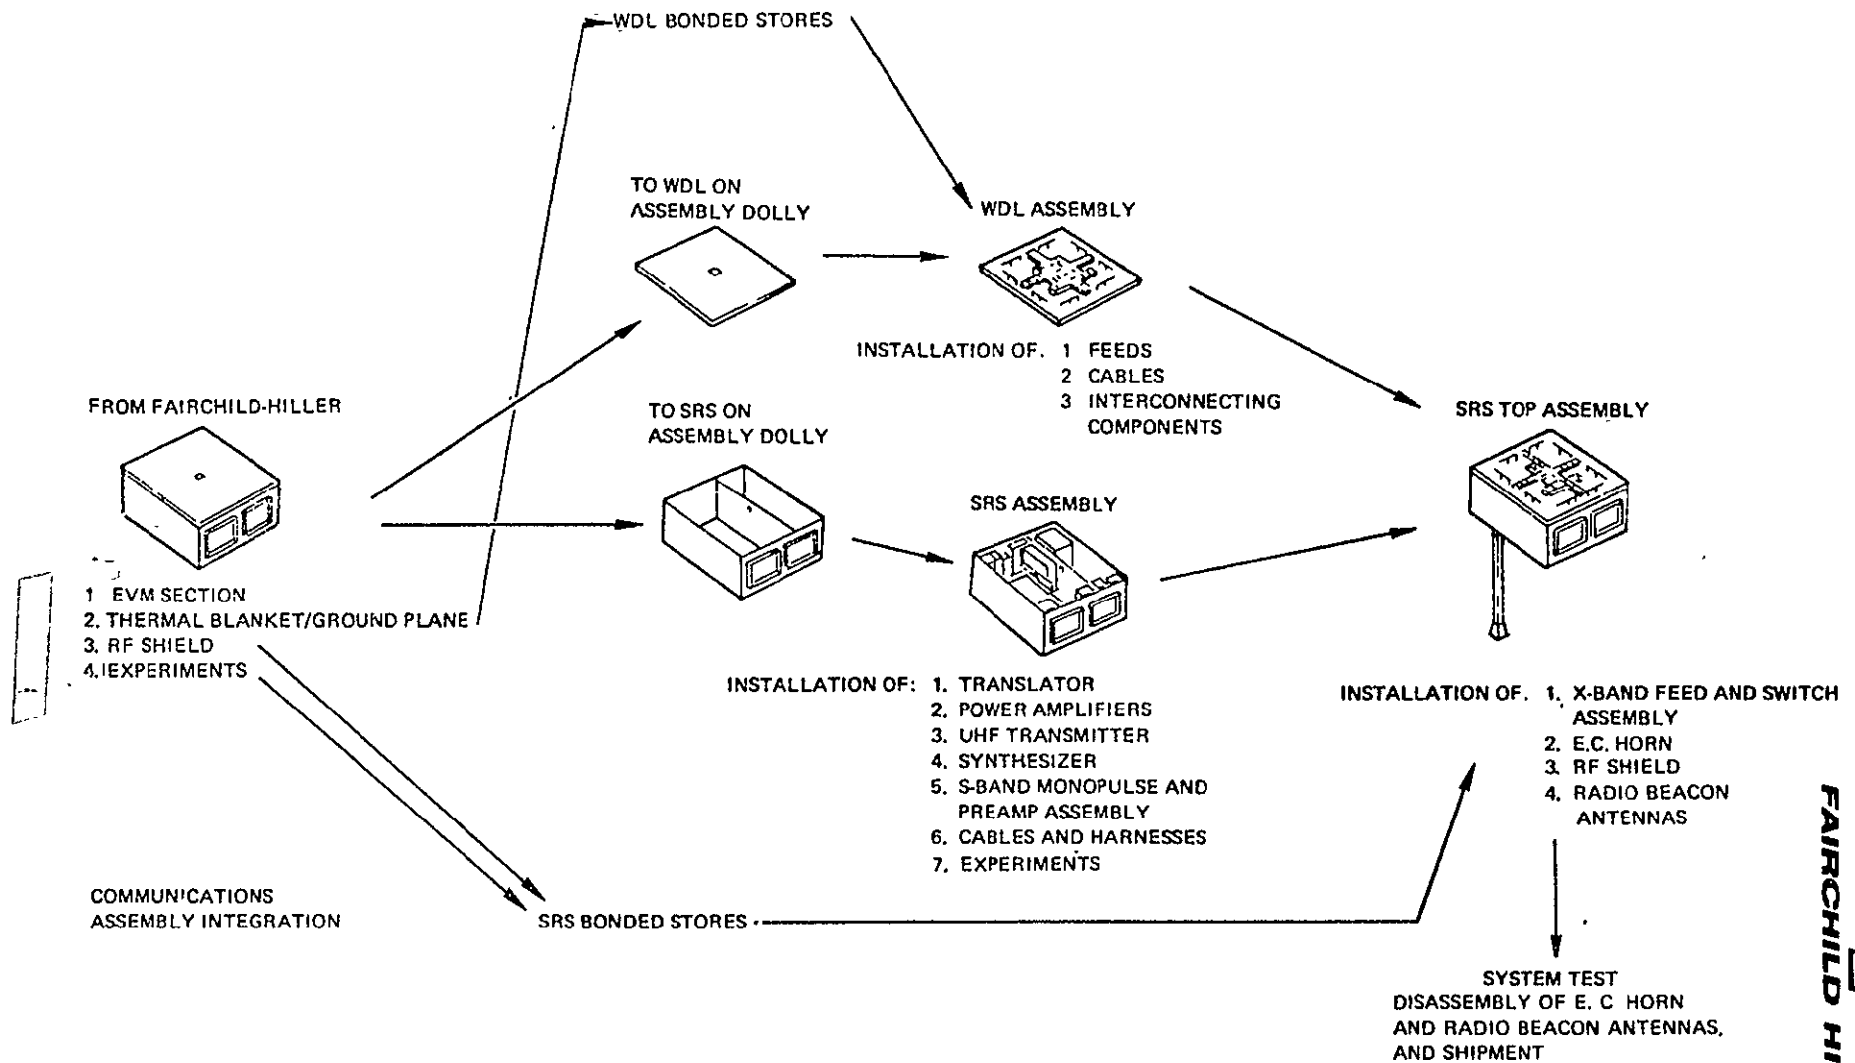 WDL BONDED STORES
TO WDL ON
ASSEMBLY DOLLY
WDL ASSEMBLY
INSTALLATION OF. 1 FEEDS
2 CABLES
3 INTERCONNECTING
COMPONENTS
FROM FAIRCHILD-HILLER
1 EVM SECTION
2. THERMAL BLANKET/GROUND PLANE
3. RF SHIELD
4. EXPERIMENTS
TO SRS ON
ASSEMBLY DOLLY
SRS ASSEMBLY
INSTALLATION OF: 1. TRANSLATOR
2. POWER AMPLIFIERS
3. UHF TRANSMITTER
4. SYNTHESIZER
5. S-BAND MONOPULSE AND
PREAMP ASSEMBLY
6. CABLES AND HARNESSES
7. EXPERIMENTS
SRS TOP ASSEMBLY
INSTALLATION OF. 1. X-BAND FEED AND SWITCH
ASSEMBLY
2. E.C. HORN
3. RF SHIELD
4. RADIO BEACON
ANTENNAS
COMMUNICATIONS
ASSEMBLY INTEGRATION
SRS BONDED STORES
SYSTEM TEST
DISASSEMBLY OF E. C HORN
AND RADIO BEACON ANTENNAS,
AND SHIPMENT
FAIRCHILD